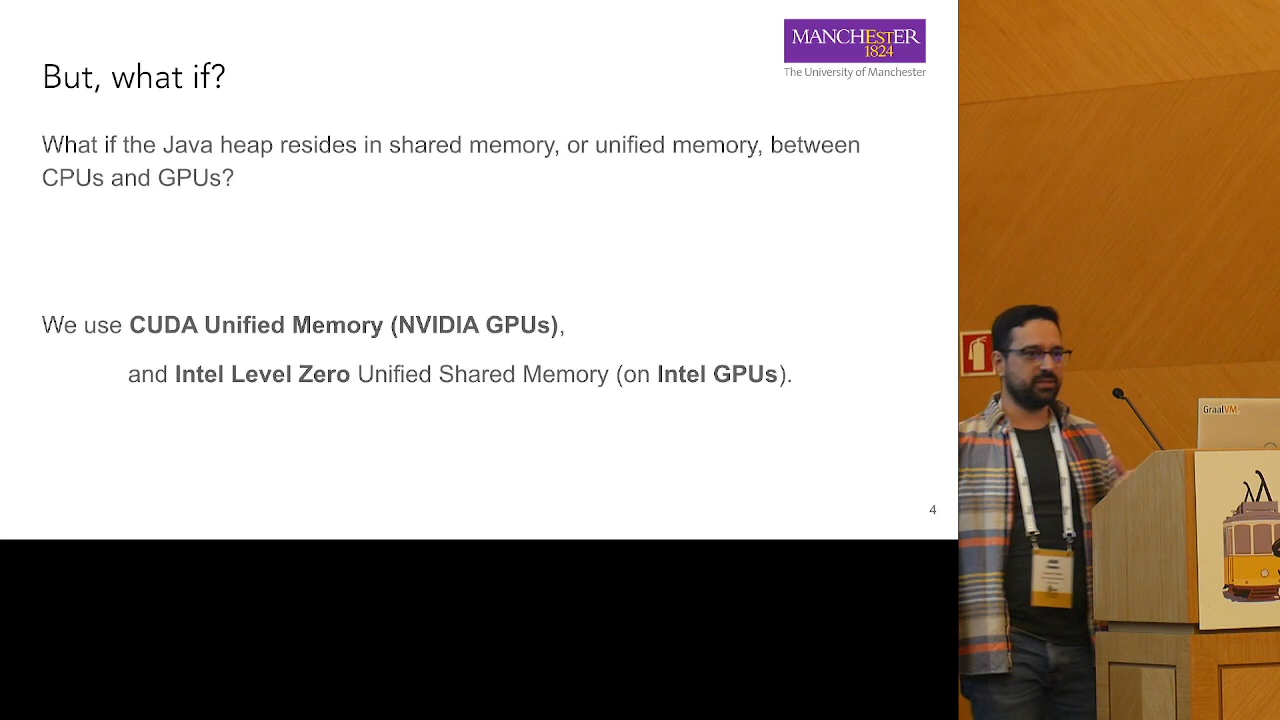 MANCHESTER
1824
The University of Manchester
But, what if?
What if the Java heap resides in shared memory, or unified memory, between
CPUs and GPUs?
We use CUDA Unified Memory (NVIDIA GPUs),
and Intel Level Zero Unified Shared Memory (on Intel GPUs).
4
GraalVM